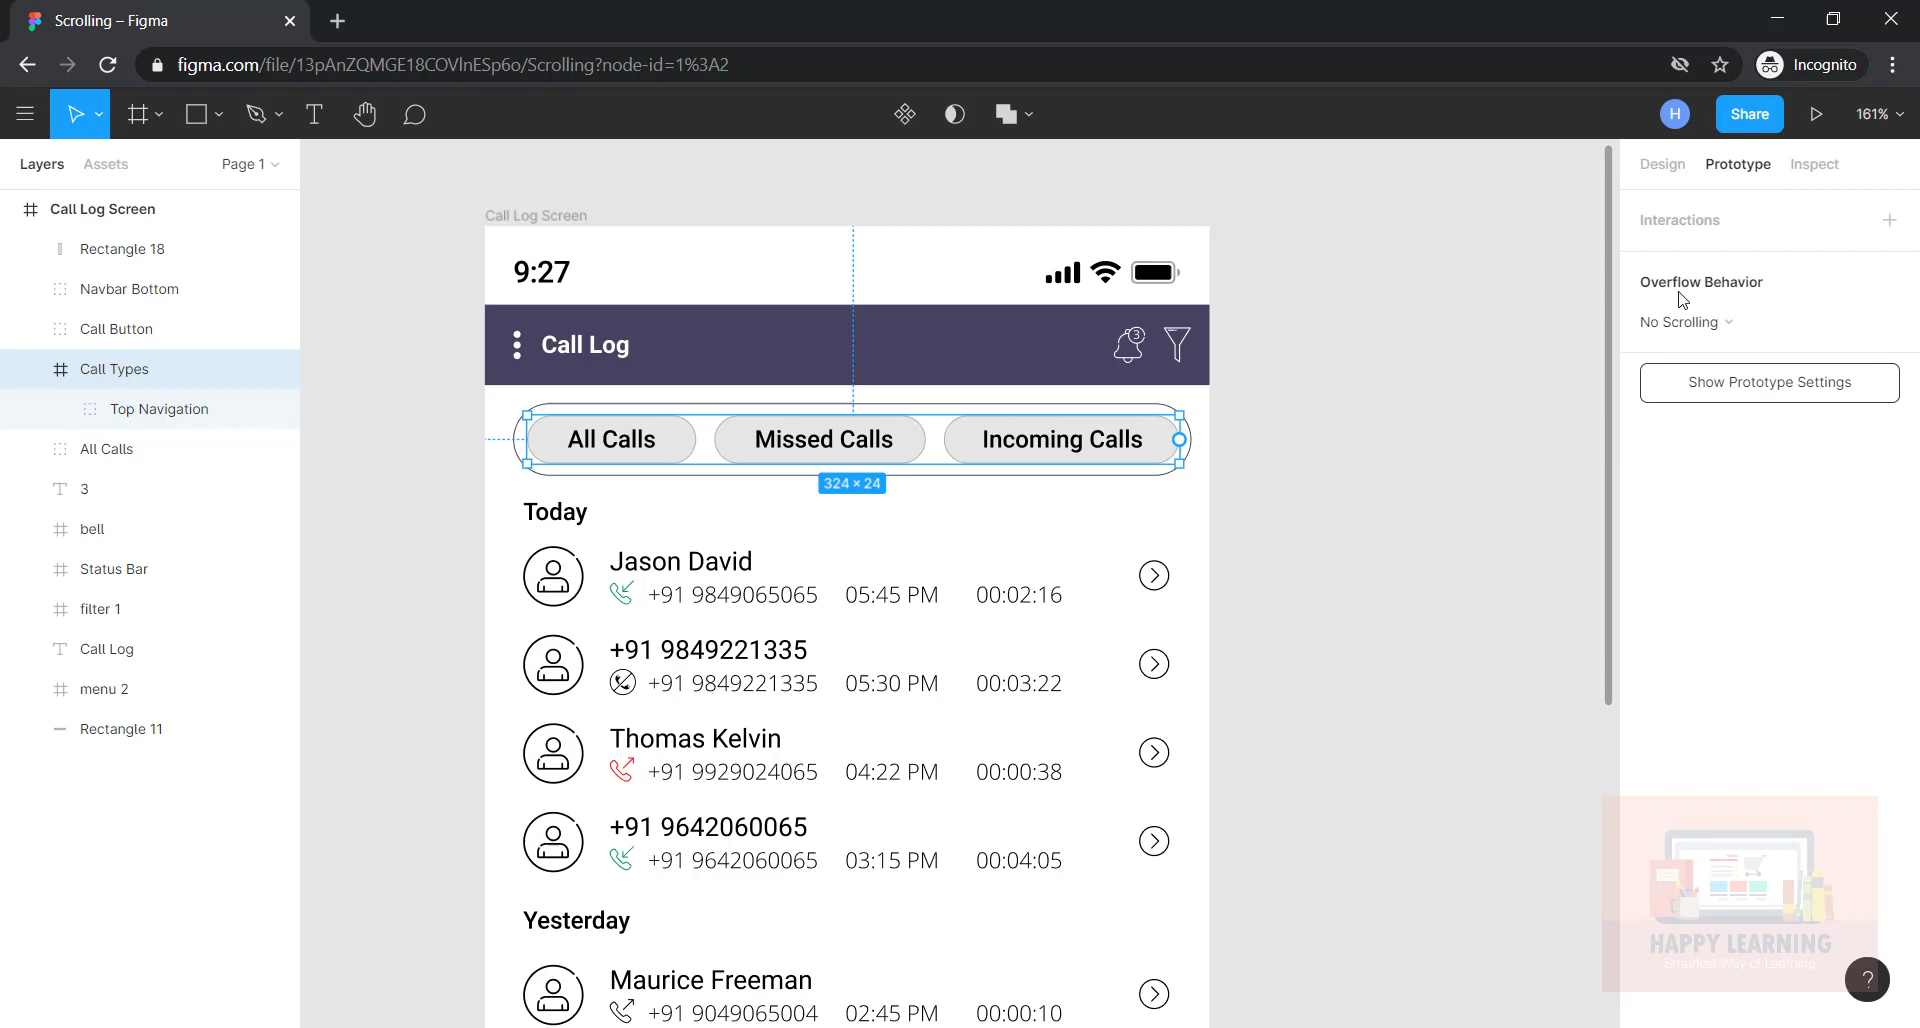 Scrolling – Figma
figma.com/file/13pAnZQMGE18COVlnESp6o/Scrolling?node-id=1%3A2
Incognito
H
Share
161%
Layers
Assets
Page 1
Design
Prototype
Inspect
Call Log Screen
Rectangle 18
Navbar Bottom
Call Button
Call Types
Top Navigation
All Calls
3
bell
Status Bar
filter 1
Call Log
menu 2
Rectangle 11
Call Log Screen
9:27
Call Log
3
All Calls
Missed Calls
Incoming Calls
324 × 24
Today
Jason David
+91 9849065065 05:45 PM 00:02:16
+91 9849221335
+91 9849221335 05:30 PM 00:03:22
Thomas Kelvin
+91 9929024065 04:22 PM 00:00:38
+91 9642060065
+91 9642060065 03:15 PM 00:04:05
Yesterday
Maurice Freeman
+91 9049065004 02:45 PM 00:00:10
Interactions
Overflow Behavior
No Scrolling
Show Prototype Settings
HAPPY LEARNING
Smartest Way of Learning
?